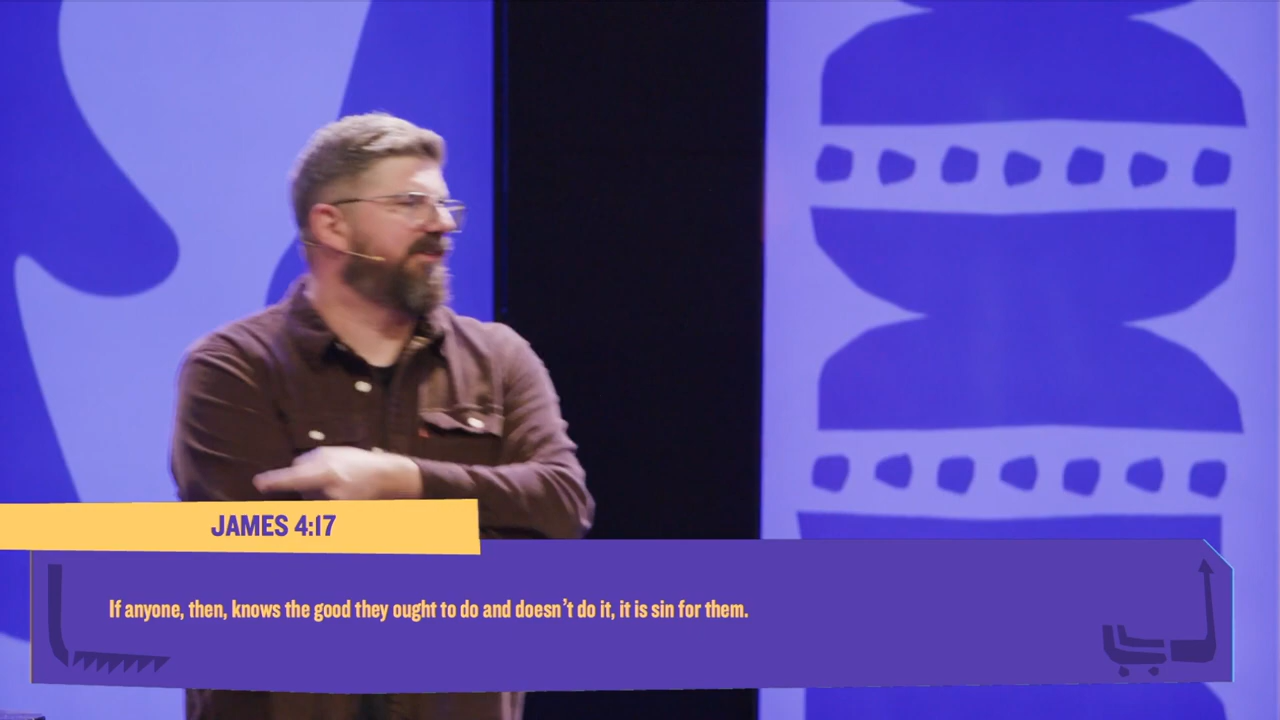 JAMES 4:17
If anyone, then, knows the good they ought to do and doesn’t do it, it is sin for them.